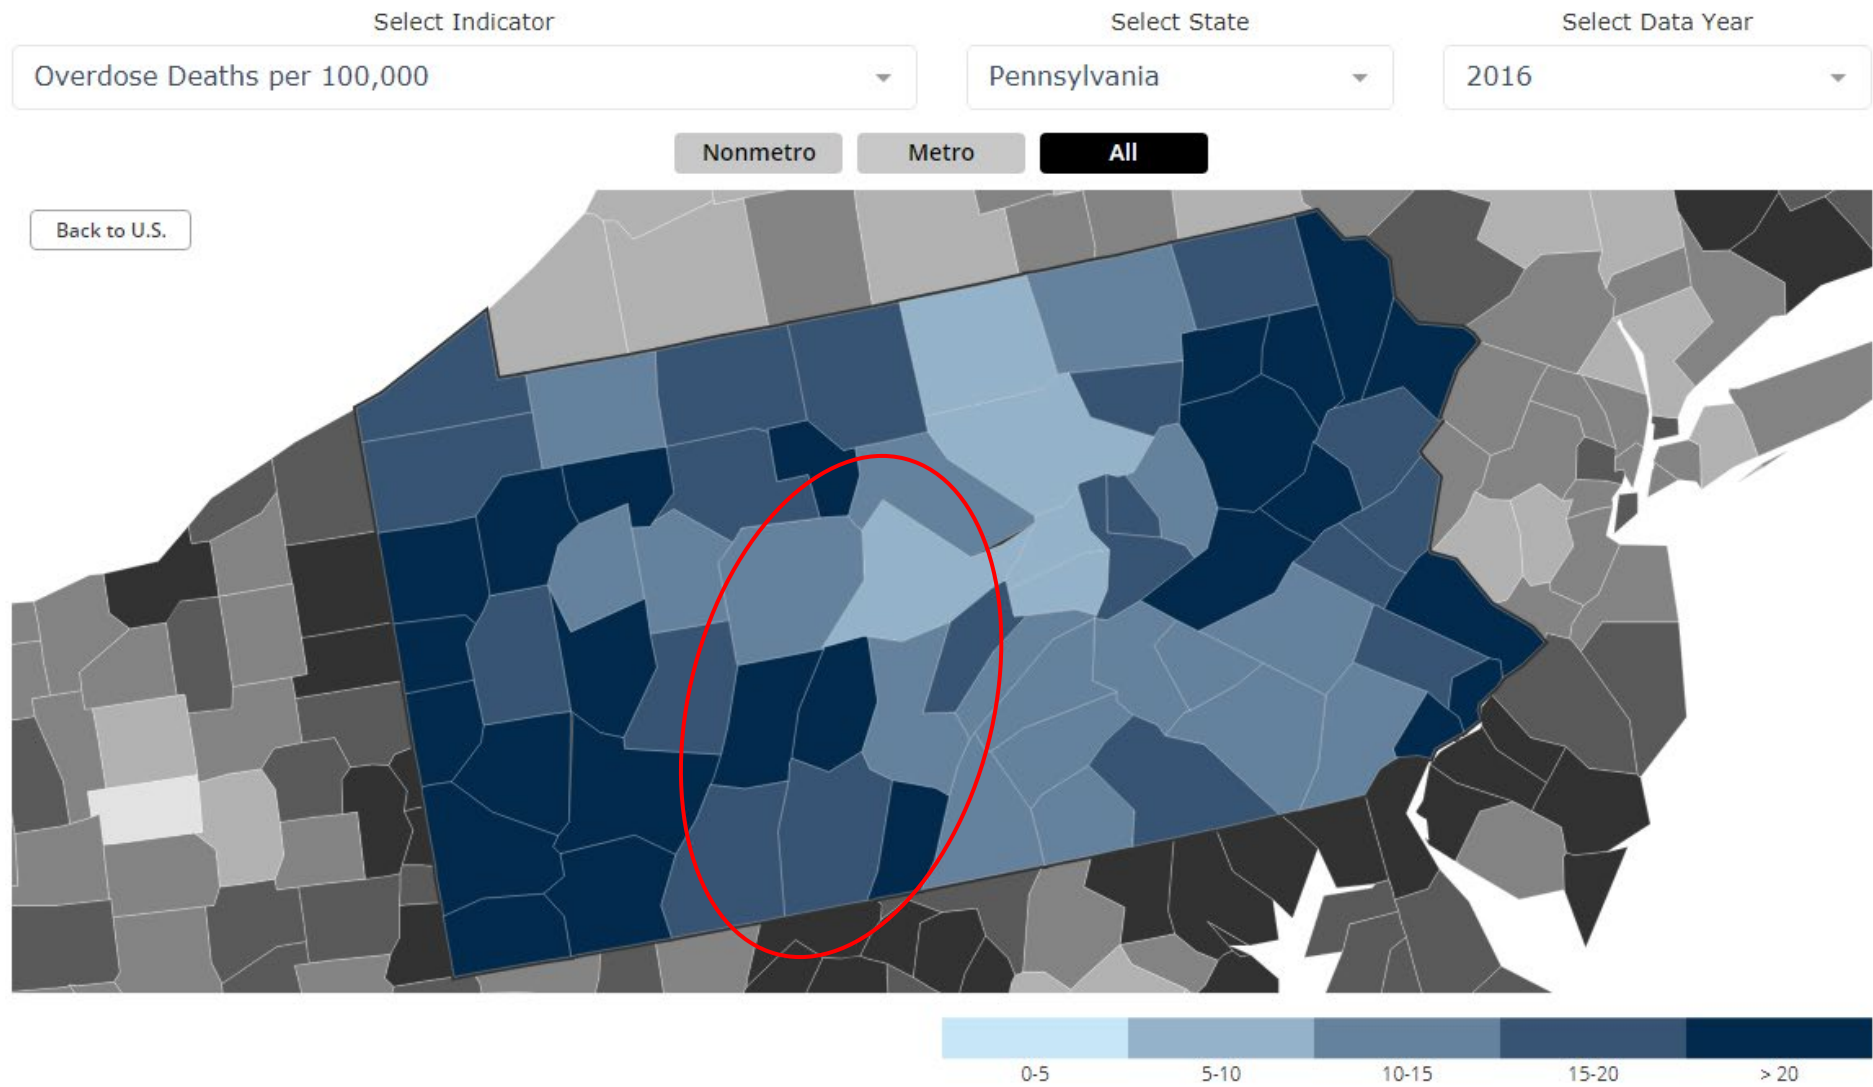 Select Indicator
Select State
Select Data Year
Overdose Deaths per 100,000
Pennsylvania
2016
Nonmetro
Metro
All
Back to U.S.
0-5
5-10
10-15
15-20
> 20